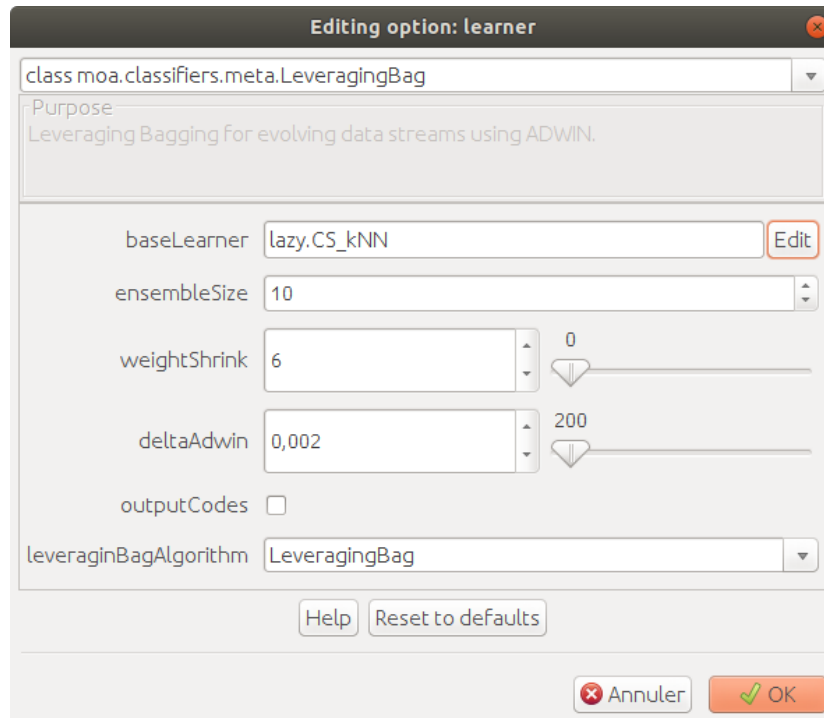 Editing option: learner
class moa.classifiers.meta.LeveragingBag
Purpose
Leveraging Bagging for evolving data streams using ADWIN.
baseLearner lazy.CS_kNN Edit
ensembleSize 10
0
weightShrink 6
200
deltaAdwin 0,002
outputCodes
leveraginBagAlgorithm LeveragingBag
Help Reset to defaults
Annuler OK